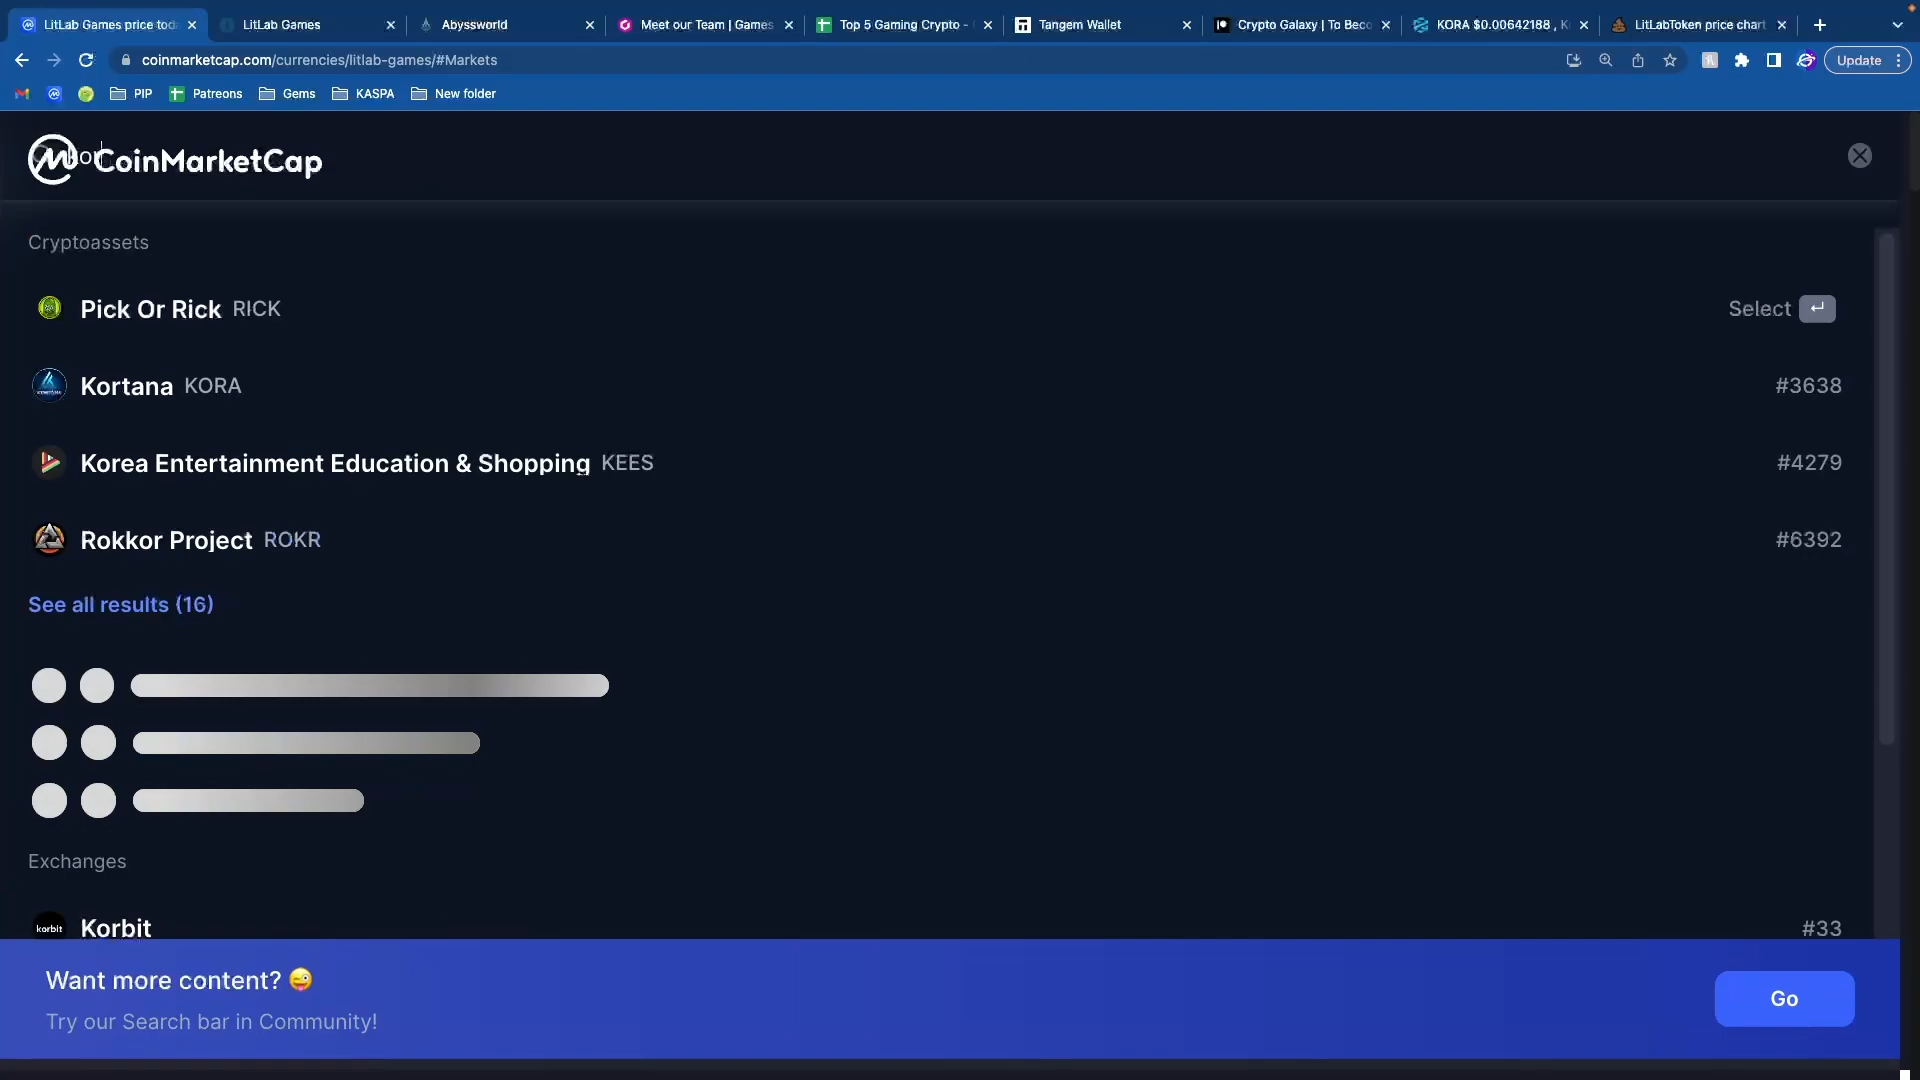 LitLab Games price tod
LitLab Games
Abyssworld
Meet our Team | Games
Top 5 Gaming Crypto -
Tangem Wallet
Crypto Galaxy | To Beco
KORA $0.00642188 , K
LitLabToken price chart
coinmarketcap.com/currencies/litlab-games/#Markets
Update
PIP
Patreons
Gems
KASPA
New folder
kor
CoinMarketCap
Cryptoassets
Pick Or Rick RICK
Select
Kortana KORA
#3638
Korea Entertainment Education & Shopping KEES
#4279
Rokkor Project ROKR
#6392
See all results (16)
Exchanges
korbit
Korbit
#33
Want more content? 😜
Try our Search bar in Community!
Go